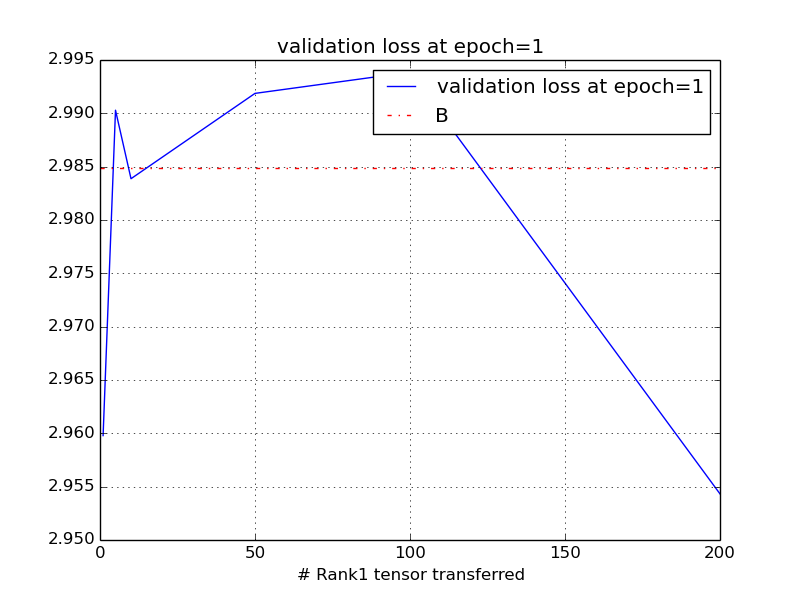 validation loss at epoch=1
2.995
2.990
2.985
2.980
2.975
2.970
2.965
2.960
2.955
2.950
validation loss at epoch=1
B
0 50 100 150 200
# Rank1 tensor transferred